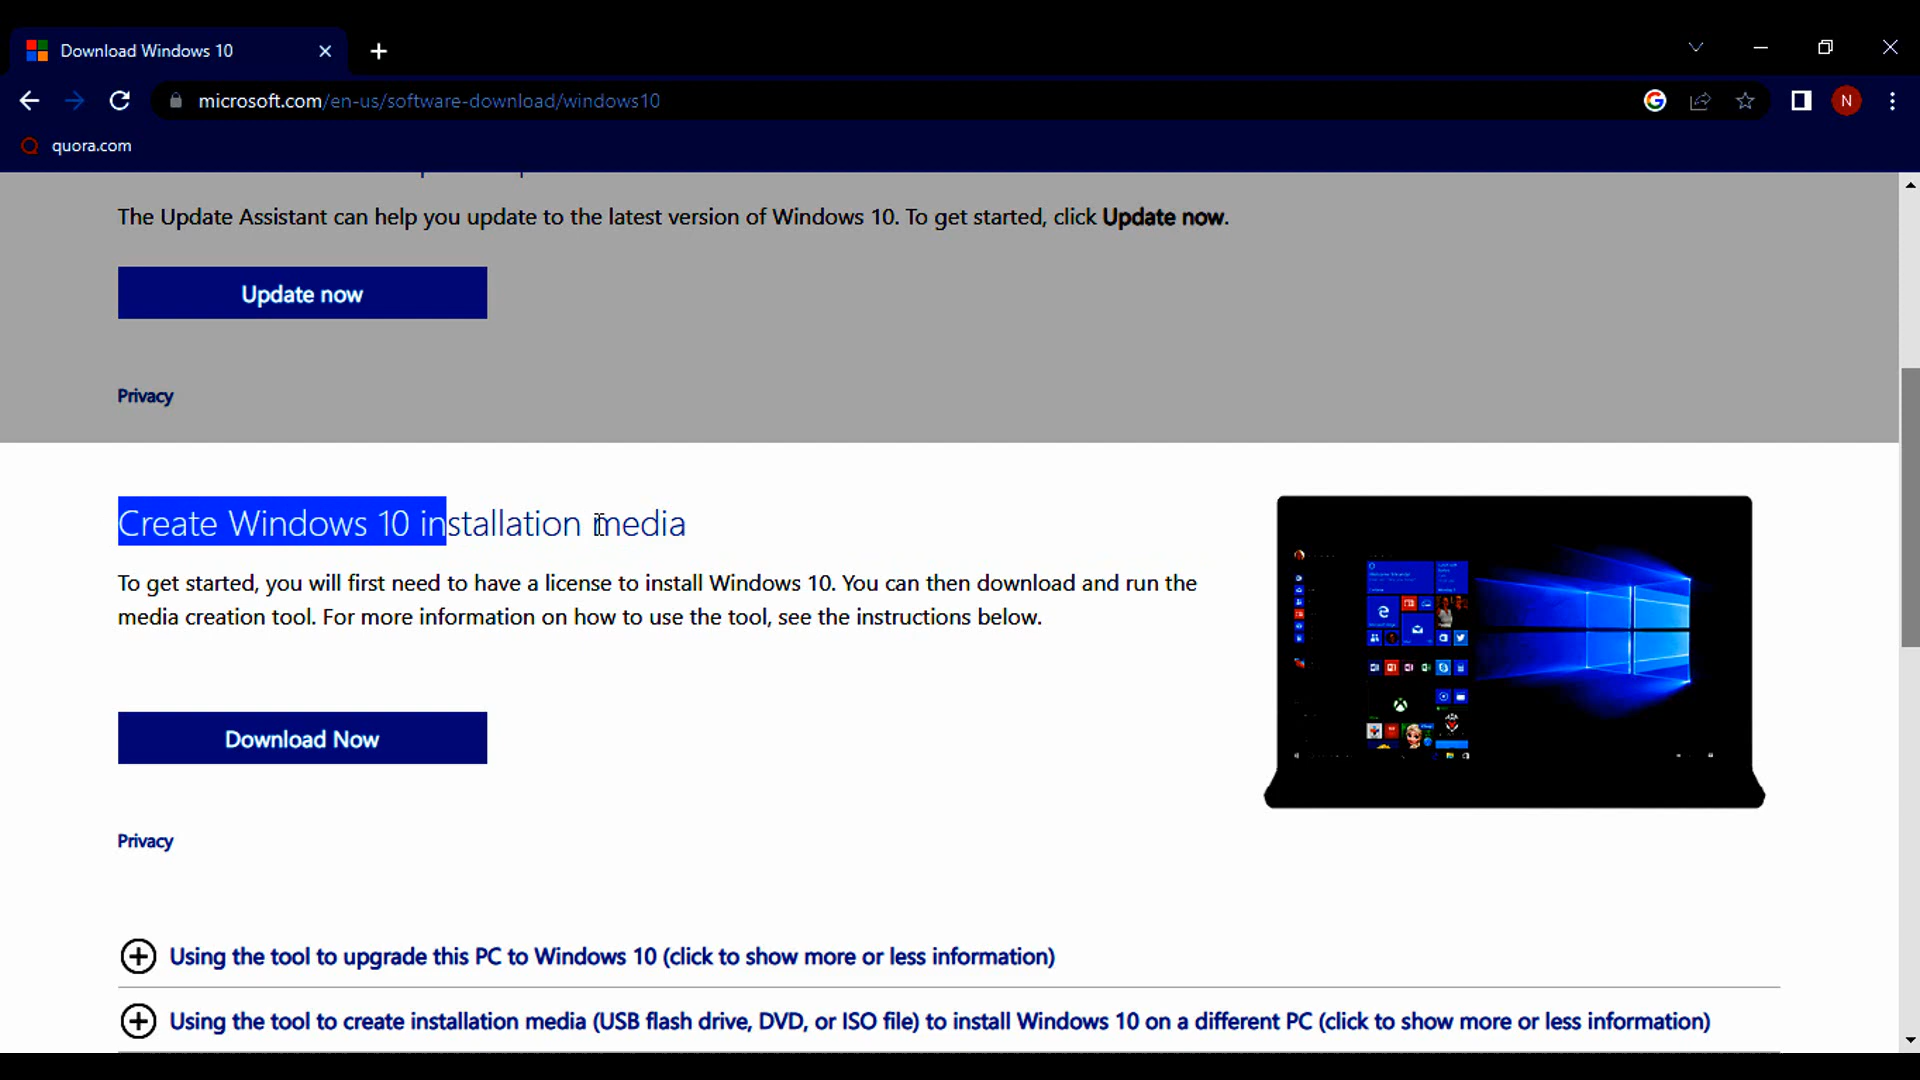 Download Windows 10
microsoft.com/en-us/software-download/windows10
N
quora.com
The Update Assistant can help you update to the latest version of Windows 10. To get started, click Update now.
Update now
Privacy
Create Windows 10 installation media
To get started, you will first need to have a license to install Windows 10. You can then download and run the
media creation tool. For more information on how to use the tool, see the instructions below.
Download Now
Privacy
Using the tool to upgrade this PC to Windows 10 (click to show more or less information)
Using the tool to create installation media (USB flash drive, DVD, or ISO file) to install Windows 10 on a different PC (click to show more or less information)